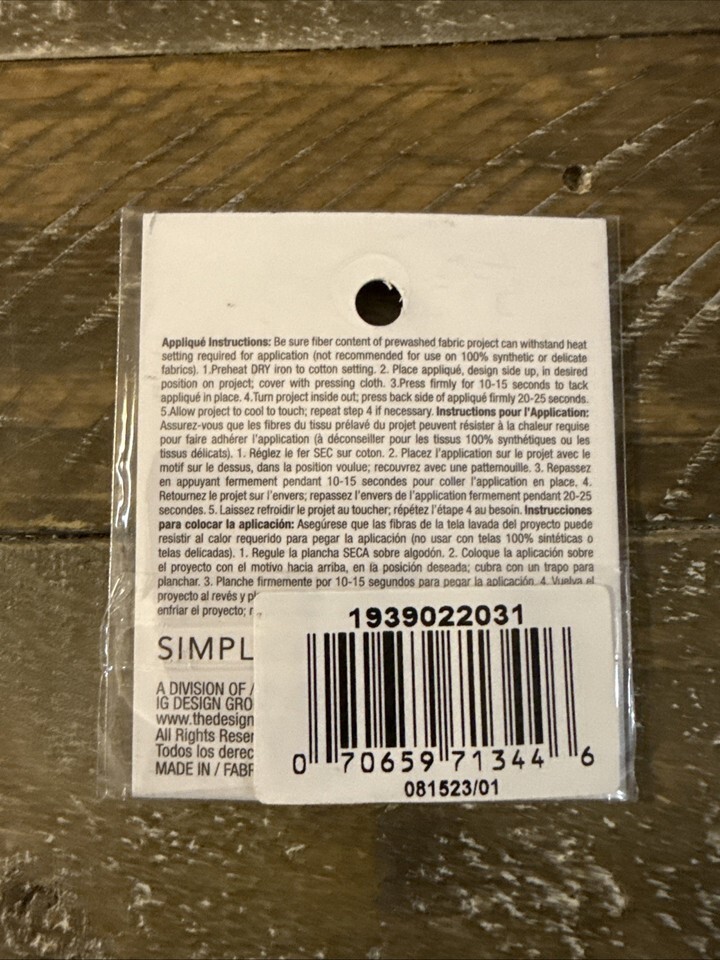 Appliqué Instructions: Be sure fiber content of prewashed fabric project can withstand heat
setting required for application (not recommended for use on 100% synthetic or delicate
fabrics). 1.Preheat DRY iron to cotton setting. 2. Place appliqué, design side up, in desired
position on project; cover with pressing cloth. 3.Press firmly for 10-15 seconds to tack
appliqué in place. 4.Turn project inside out; press back side of appliqué firmly 20-25 seconds.
5.Allow project to cool to touch; repeat step 4 if necessary. Instructions pour l'Application:
Assurez-vous que les fibres du tissu prélavé du projet peuvent résister à la chaleur requise
pour faire adhérer l'application (à déconseiller pour les tissus 100% synthétiques ou les
tissus délicats). 1. Réglez le fer SEC sur coton. 2. Placez l'application sur le projet avec le
motif sur le dessus, dans la position voulue; recouvrez avec une pattemouille. 3. Repassez
en appuyant fermement pendant 10-15 secondes pour coller l'application en place. 4.
Retournez le projet sur l'envers; repassez l'envers de l'application fermement pendant 20-25
secondes. 5. Laissez refroidir le projet au toucher; répétez l'étape 4 au besoin. Instrucciones
para colocar la aplicación: Asegúrese que las fibras de la tela lavada del proyecto puede
resistir al calor requerido para pegar la aplicación (no usar con telas 100% sintéticas o
telas delicadas). 1. Regule la plancha SECA sobre algodón. 2. Coloque la aplicación sobre
el proyecto con el motivo hacia arriba, en la posición deseada; cubra con un trapo para
planchar. 3. Planche firmemente por 10-15 segundos para pegar la aplicación. 4. Vuelva el
proyecto al revés y pl
enfriar el proyecto; r
SIMPL
A DIVISION OF /
IG DESIGN GRO
www.thedesign
All Rights Reser
Todos los derec
MADE IN / FABR
1939022031
0 70659 71344 6
081523/01